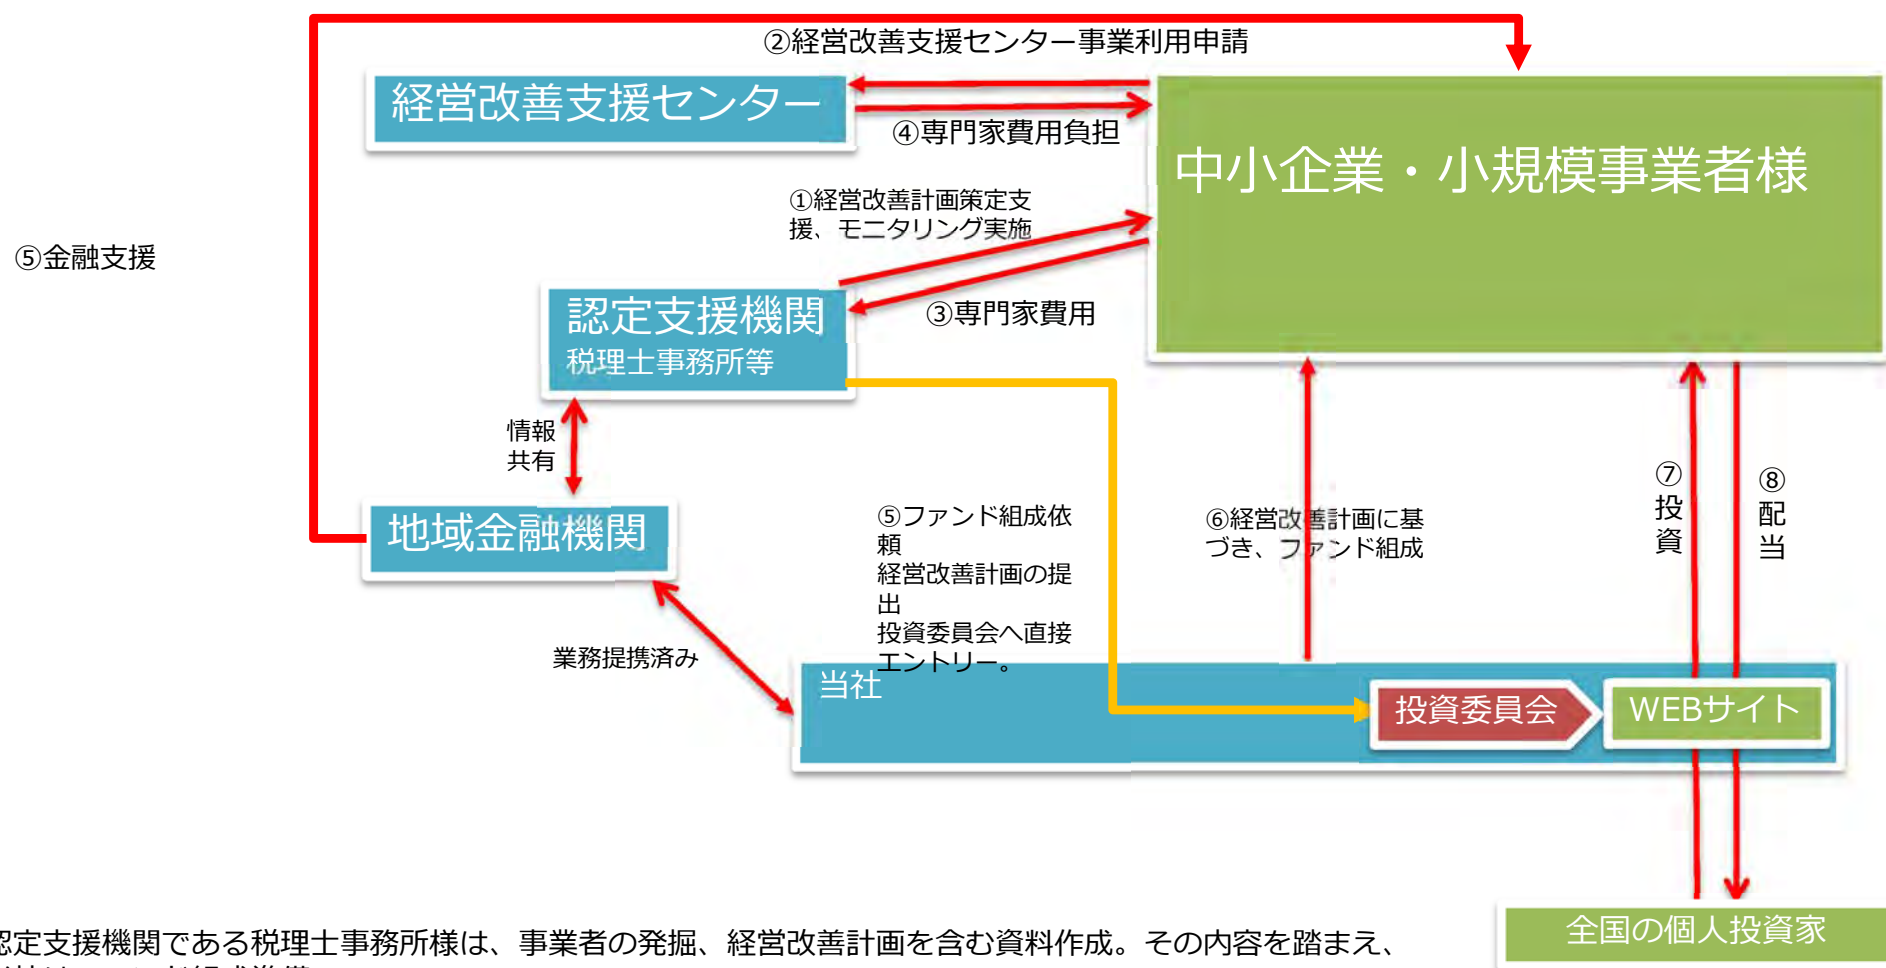 ②経営改善支援センター事業利用申請
経営改善支援センター
④専門家費用負担
中小企業・小規模事業者様
①経営改善計画策定支
援、モニタリング実施
⑤金融支援
認定支援機関
税理士事務所等
③専門家費用
情報
共有
地域金融機関
⑤ファンド組成依
頼
経営改善計画の提
出
投資委員会へ直接
エントリー。
⑥経営改善計画に基
づき、ファンド組成
⑦投資
⑧配当
業務提携済み
当社
投資委員会
WEBサイト
全国の個人投資家
認定支援機関である税理士事務所様は、事業者の発掘、経営改善計画を含む資料作成。その内容を踏まえ、